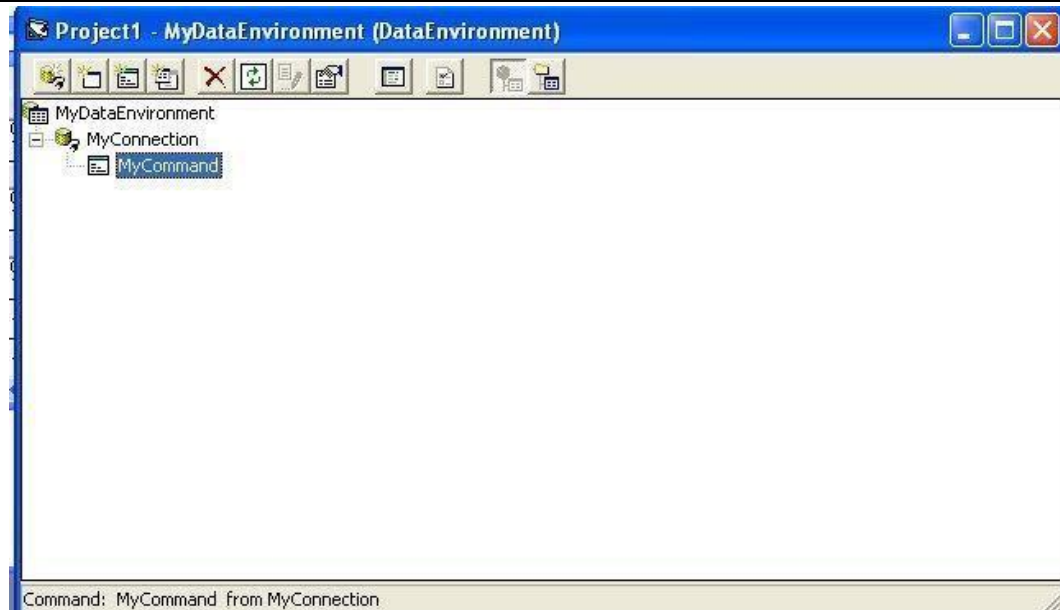 Project1 - MyDataEnvironment (DataEnvironment)
MyDataEnvironment
MyConnection
MyCommand
Command: MyCommand from MyConnection